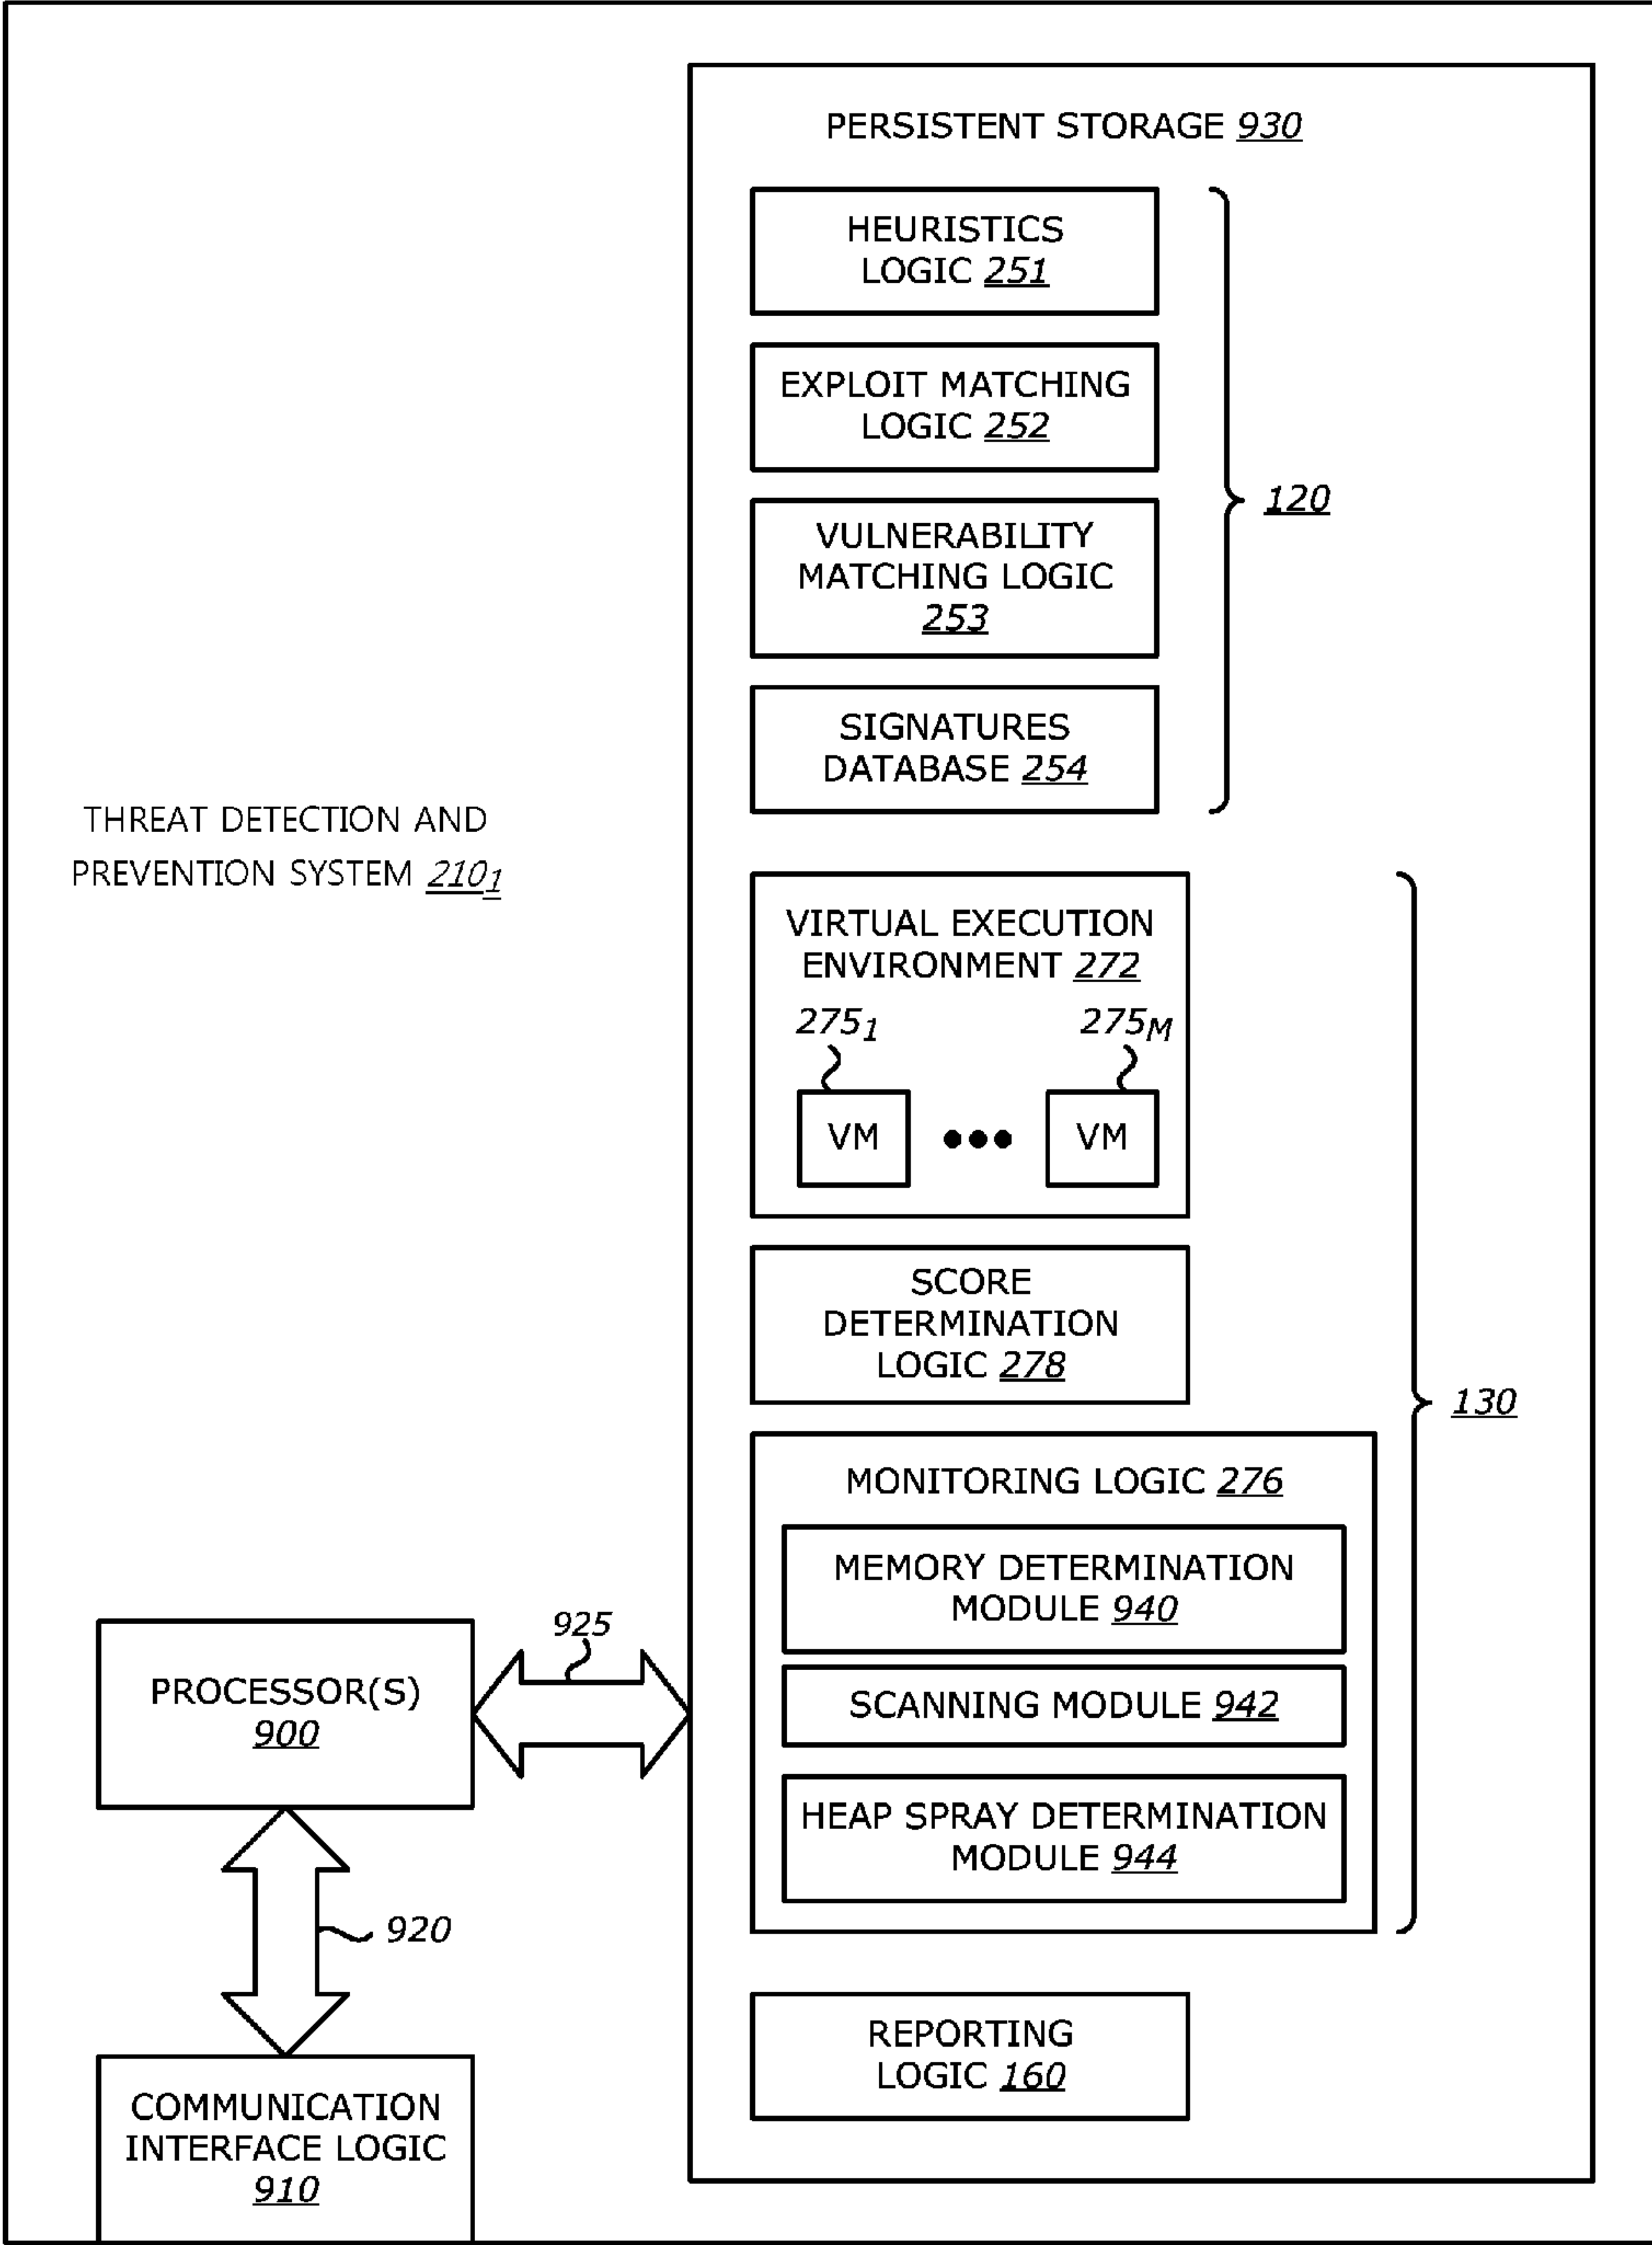 PERSISTENT STORAGE 930
HEURISTICS
LOGIC 251
EXPLOIT MATCHING
LOGIC 252
VULNERABILITY
MATCHING LOGIC
253
SIGNATURES
DATABASE 254
120
THREAT DETECTION AND
PREVENTION SYSTEM 210₁
VIRTUAL EXECUTION
ENVIRONMENT 272
275₁ 275M
VM ••• VM
SCORE
DETERMINATION
LOGIC 278
130
MONITORING LOGIC 276
MEMORY DETERMINATION
MODULE 940
SCANNING MODULE 942
HEAP SPRAY DETERMINATION
MODULE 944
925
PROCESSOR(S)
900
920
REPORTING
LOGIC 160
COMMUNICATION
INTERFACE LOGIC
910